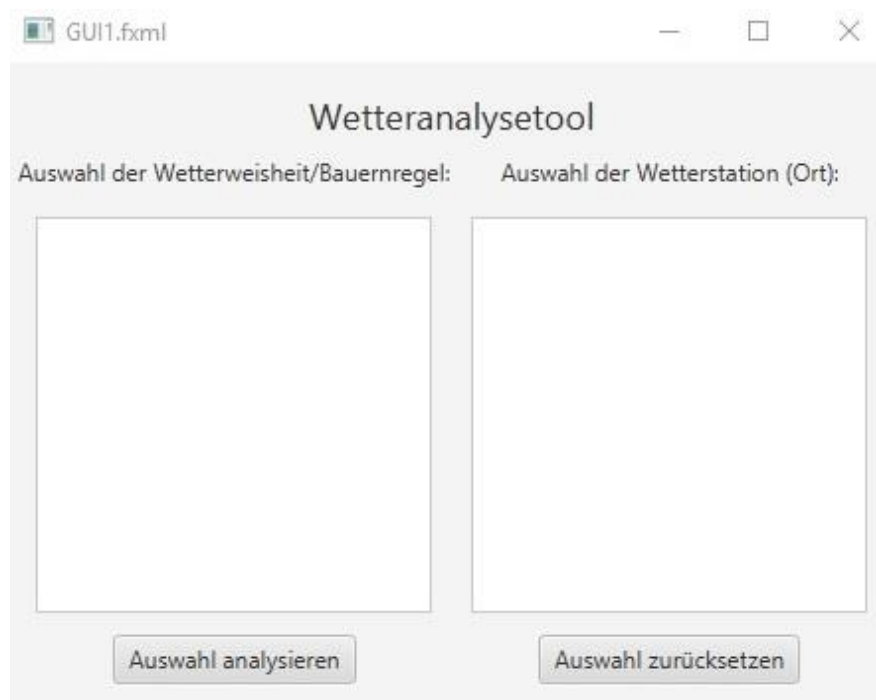 GUI1.fxml
Wetteranalysetool
Auswahl der Wetterweisheit/Bauernregel: Auswahl der Wetterstation (Ort):
Auswahl analysieren Auswahl zurücksetzen